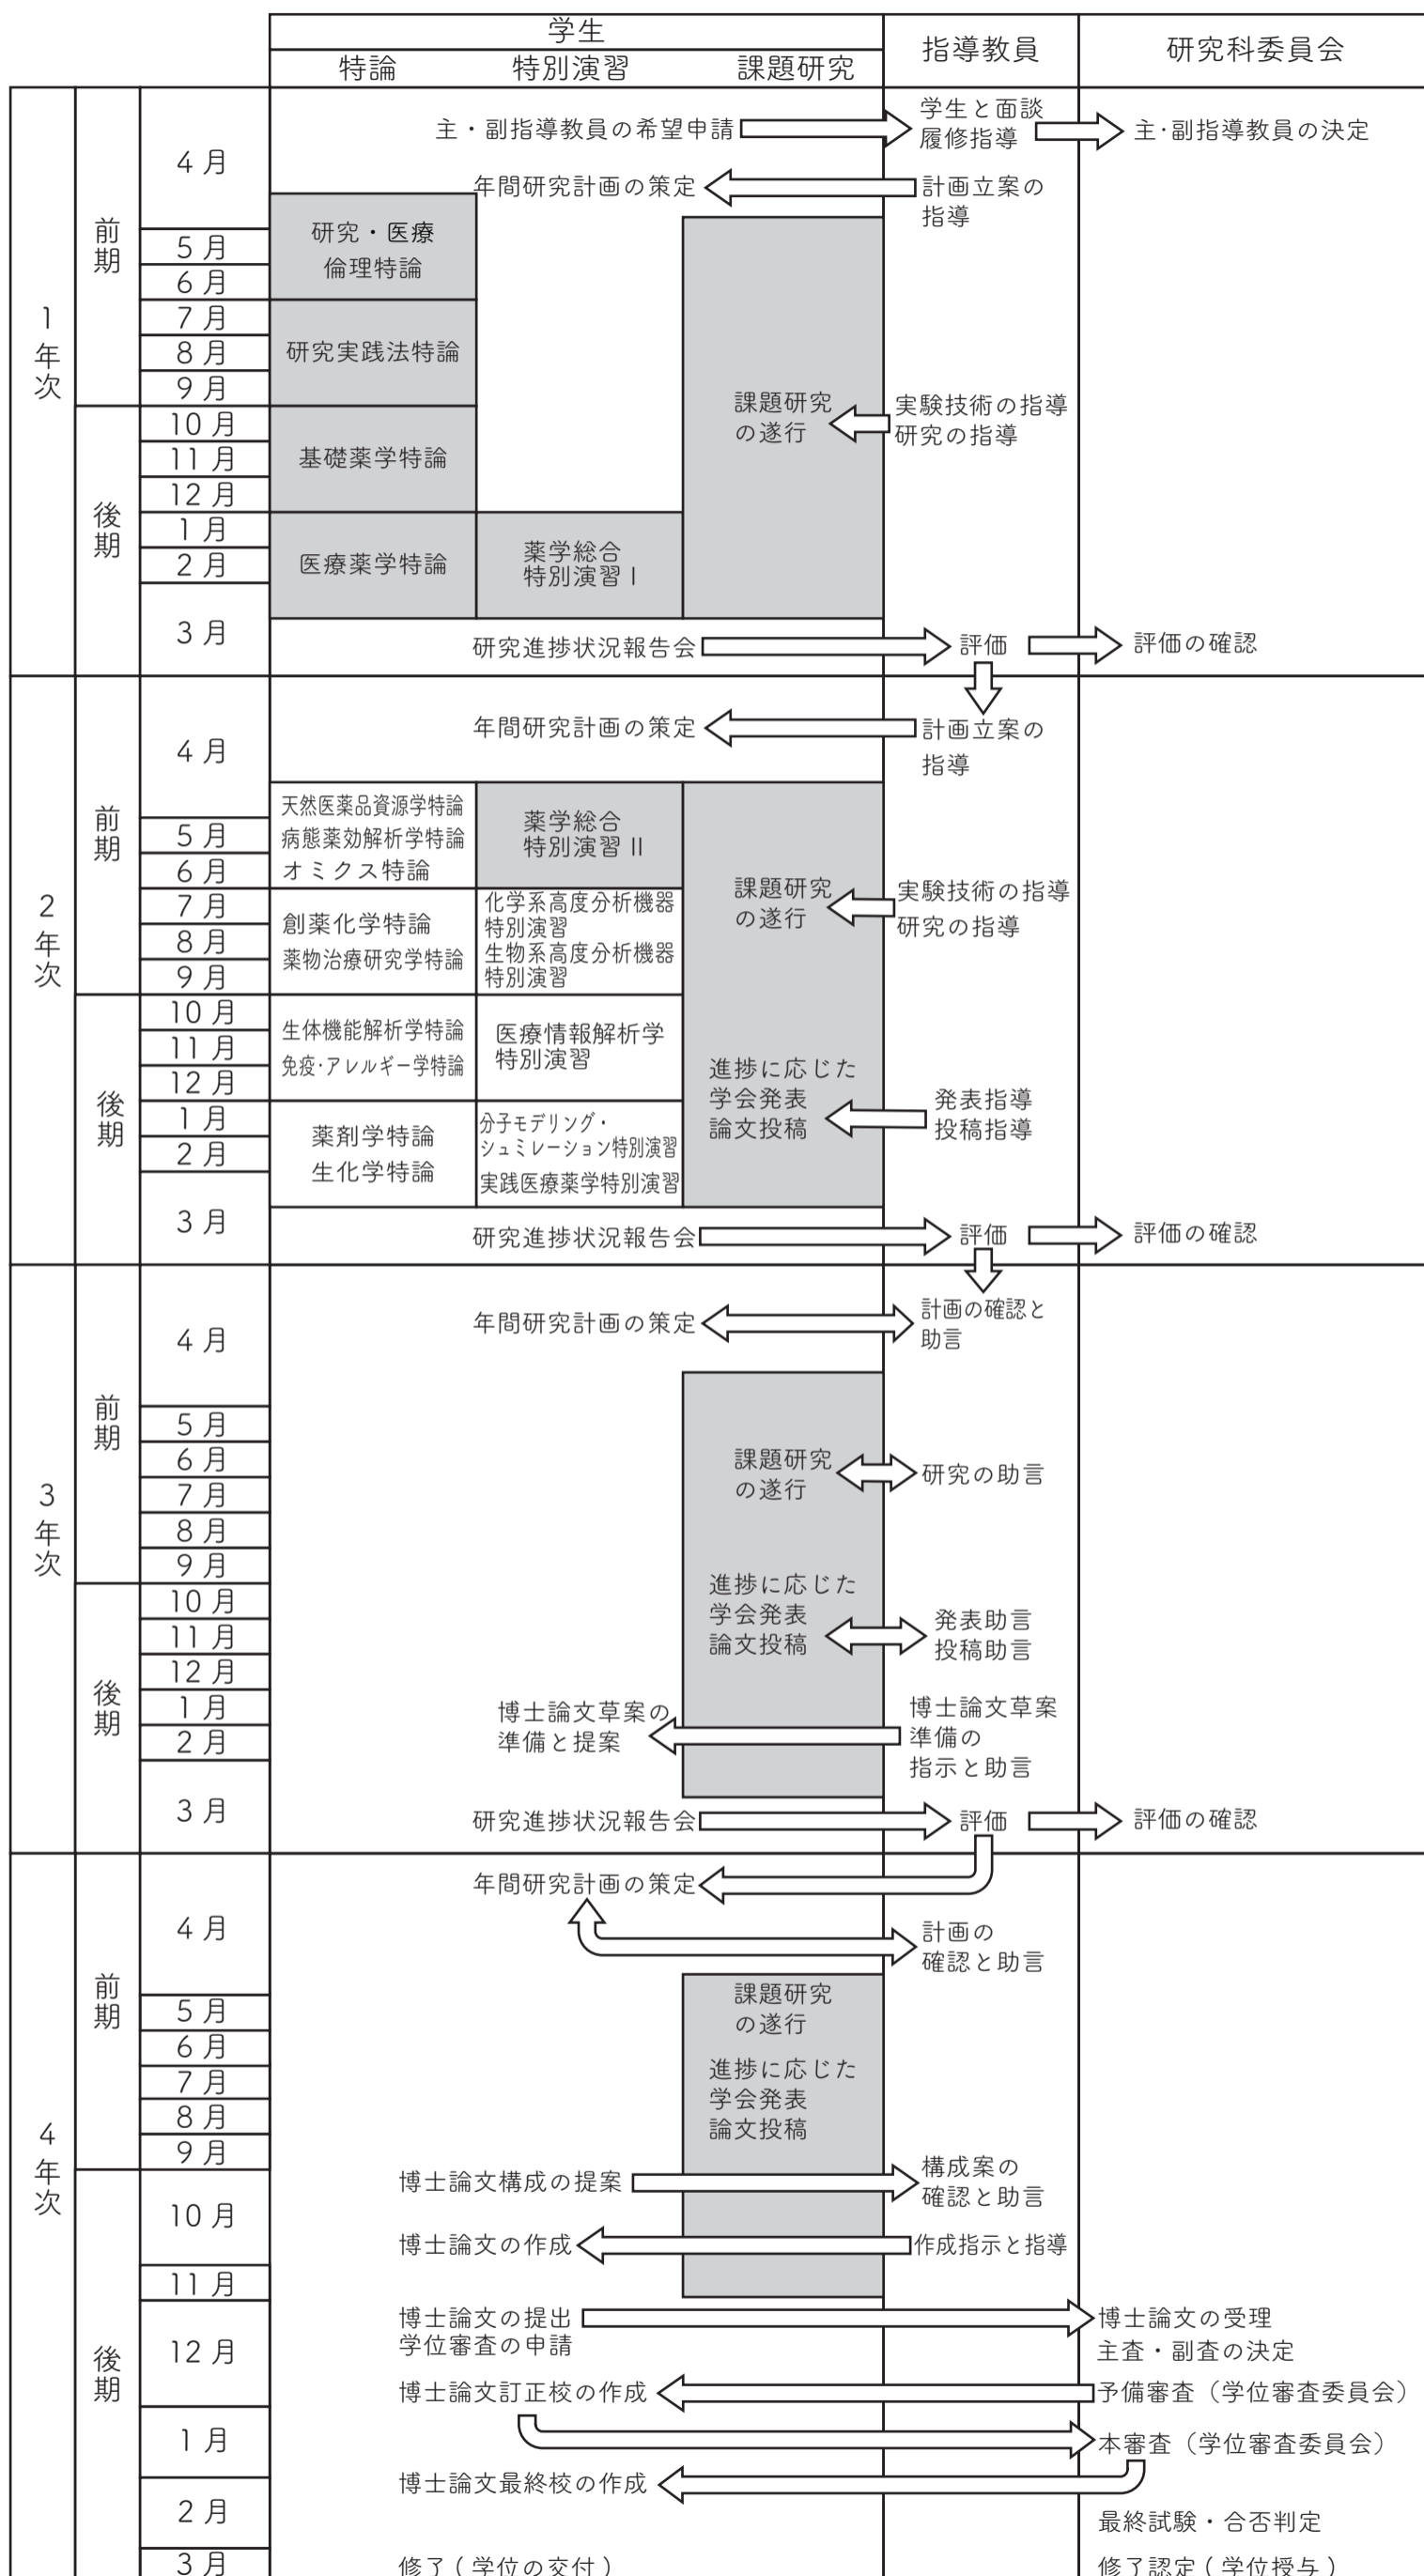 学生
指導教員
研究科委員会
特論
特別演習
課題研究
1
年
次
前
期
4 月
主・副指導教員の希望申請
学生と面談
履修指導
主・副指導教員の決定
年間研究計画の策定
計画立案の
指導
5 月
6 月
研究・医療
倫理特論
7 月
8 月
9 月
研究実践法特論
課題研究
の遂行
実験技術の指導
研究の指導
後
期
10 月
11 月
12 月
基礎薬学特論
1 月
2 月
3 月
医療薬学特論
薬学総合
特別演習 I
研究進捗状況報告会
評価
評価の確認
2
年
次
前
期
4 月
年間研究計画の策定
計画立案の
指導
5 月
6 月
天然医薬品資源学特論
病態薬効解析学特論
オミクス特論
薬学総合
特別演習 II
課題研究
の遂行
実験技術の指導
研究の指導
7 月
8 月
9 月
創薬化学特論
薬物治療研究学特論
化学系高度分析機器
特別演習
生物系高度分析機器
特別演習
後
期
10 月
11 月
12 月
生体機能解析学特論
免疫・アレルギー学特論
医療情報解析学
特別演習
進捗に応じた
学会発表
論文投稿
発表指導
投稿指導
1 月
2 月
3 月
薬剤学特論
生化学特論
分子モデリング・
シュミレーション特別演習
実践医療薬学特別演習
研究進捗状況報告会
評価
評価の確認
3
年
次
前
期
4 月
年間研究計画の策定
計画の確認と
助言
5 月
6 月
7 月
8 月
9 月
課題研究
の遂行
研究の助言
後
期
10 月
11 月
12 月
進捗に応じた
学会発表
論文投稿
発表助言
投稿助言
1 月
2 月
3 月
博士論文草案の
準備と提案
博士論文草案
準備の
指示と助言
研究進捗状況報告会
評価
評価の確認
4
年
次
前
期
4 月
年間研究計画の策定
計画の
確認と助言
5 月
6 月
7 月
8 月
9 月
課題研究
の遂行
進捗に応じた
学会発表
論文投稿
後
期
10 月
博士論文構成の提案
構成案の
確認と助言
博士論文の作成
作成指示と指導
11 月
12 月
博士論文の提出
学位審査の申請
博士論文の受理
主査・副査の決定
博士論文訂正校の作成
予備審査（学位審査委員会）
1 月
本審査（学位審査委員会）
博士論文最終校の作成
2 月
最終試験・合否判定
3 月
修了（学位の交付）
修了認定（学位授与）